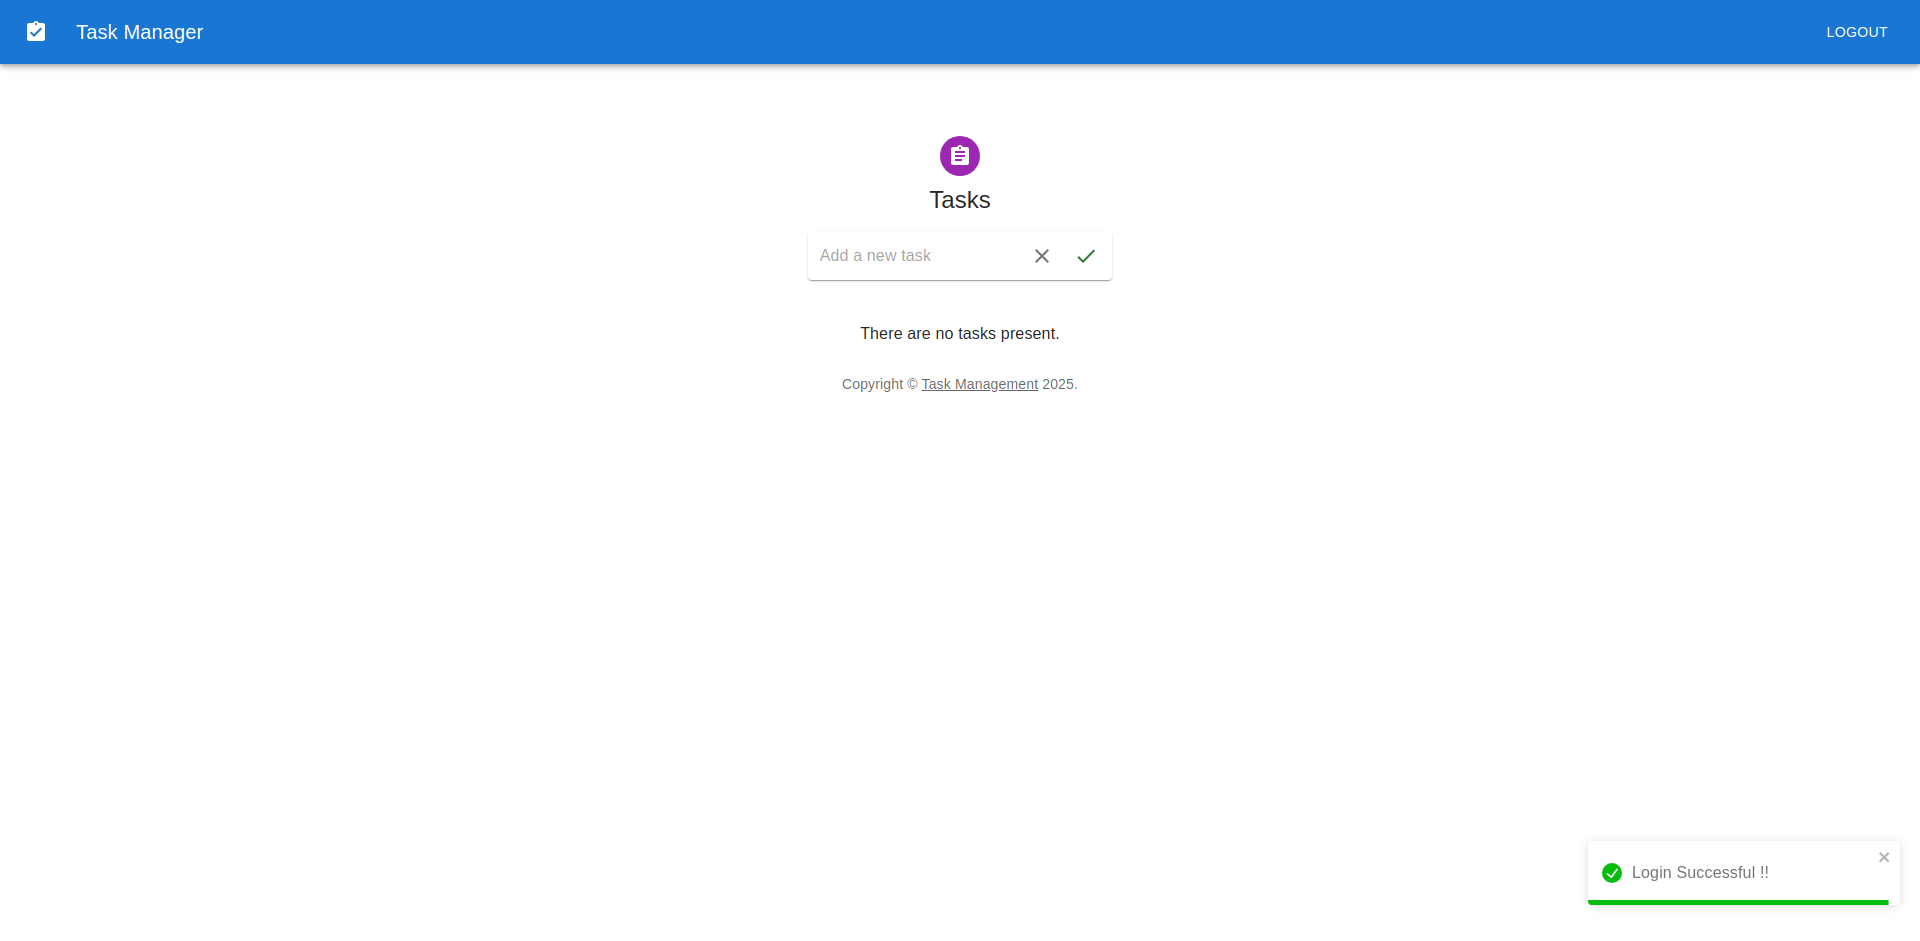 Task Manager
LOGOUT
Tasks
Add a new task
There are no tasks present.
Copyright © Task Management 2025.
Login Successful !!